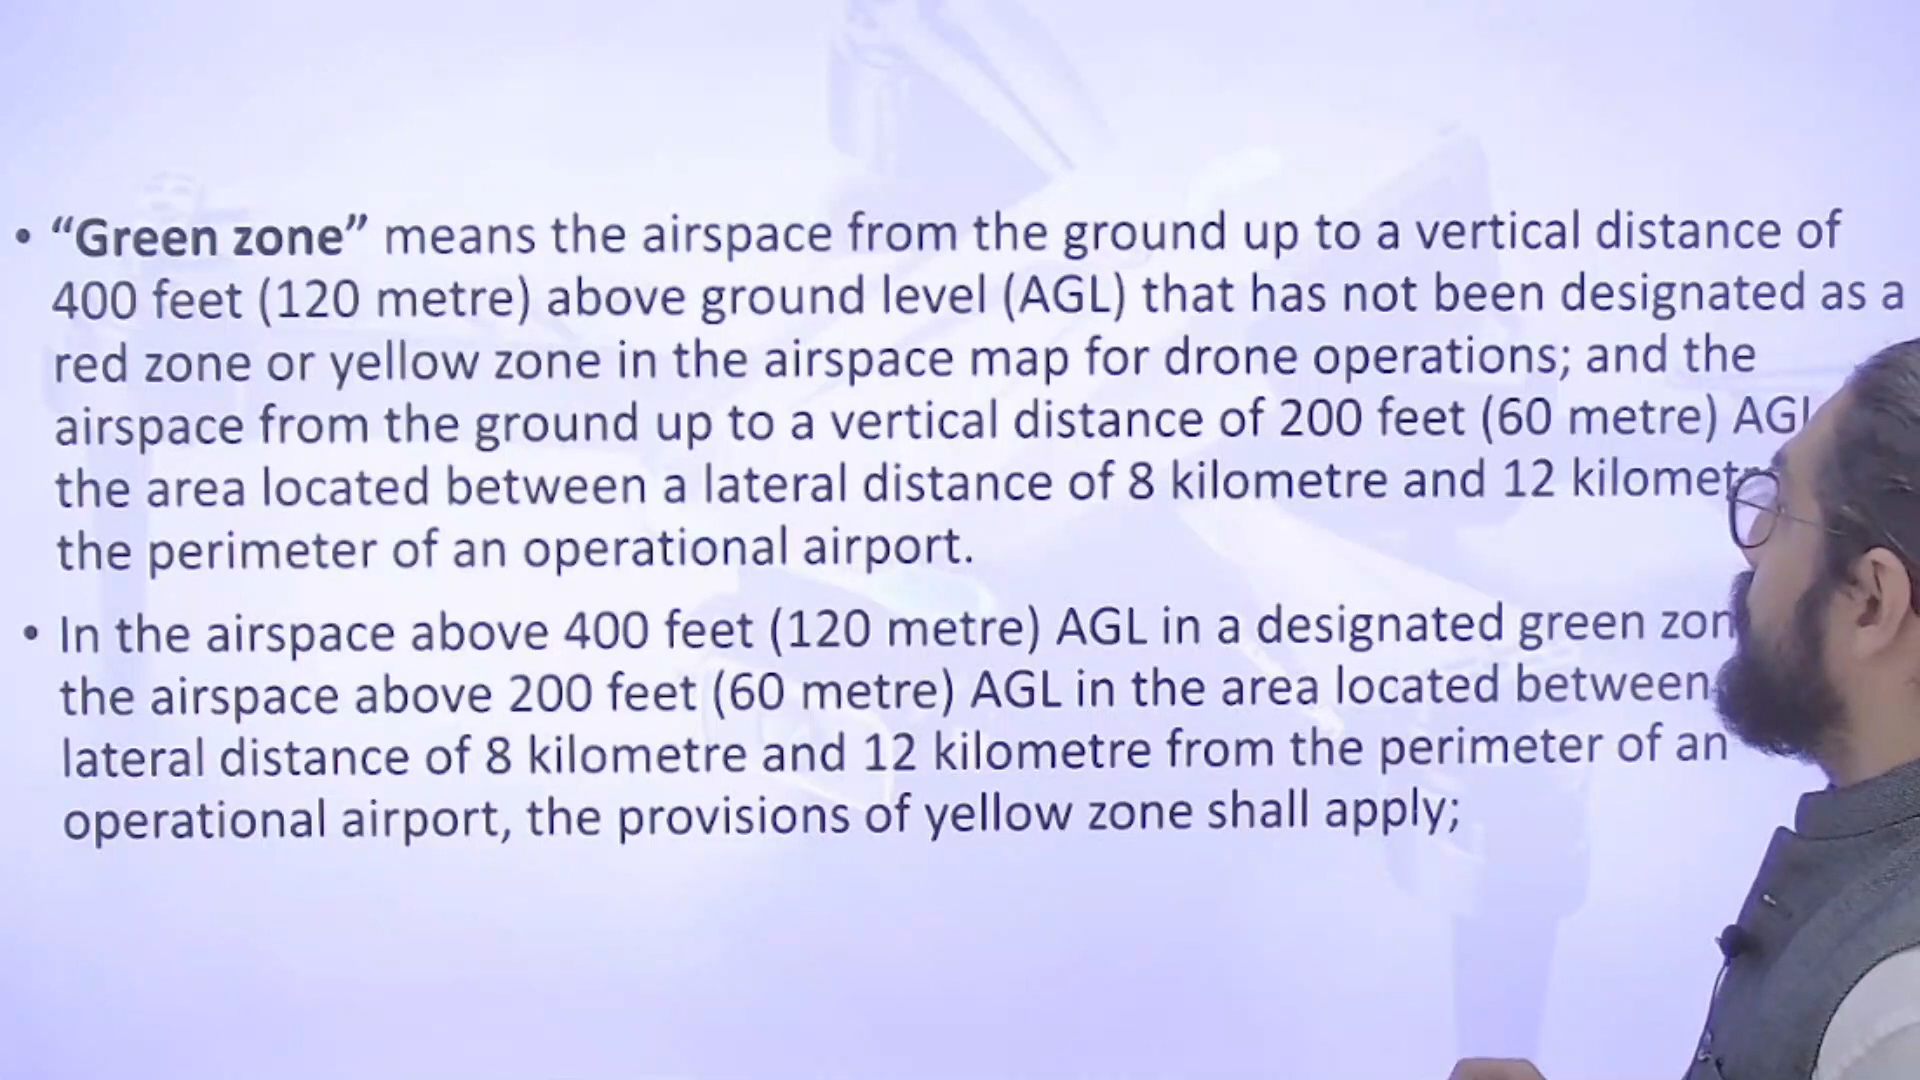 • “Green zone” means the airspace from the ground up to a vertical distance of
400 feet (120 metre) above ground level (AGL) that has not been designated as a
red zone or yellow zone in the airspace map for drone operations; and the
airspace from the ground up to a vertical distance of 200 feet (60 metre) AGL
the area located between a lateral distance of 8 kilometre and 12 kilomet
the perimeter of an operational airport.
• In the airspace above 400 feet (120 metre) AGL in a designated green zon
the airspace above 200 feet (60 metre) AGL in the area located between
lateral distance of 8 kilometre and 12 kilometre from the perimeter of an
operational airport, the provisions of yellow zone shall apply;